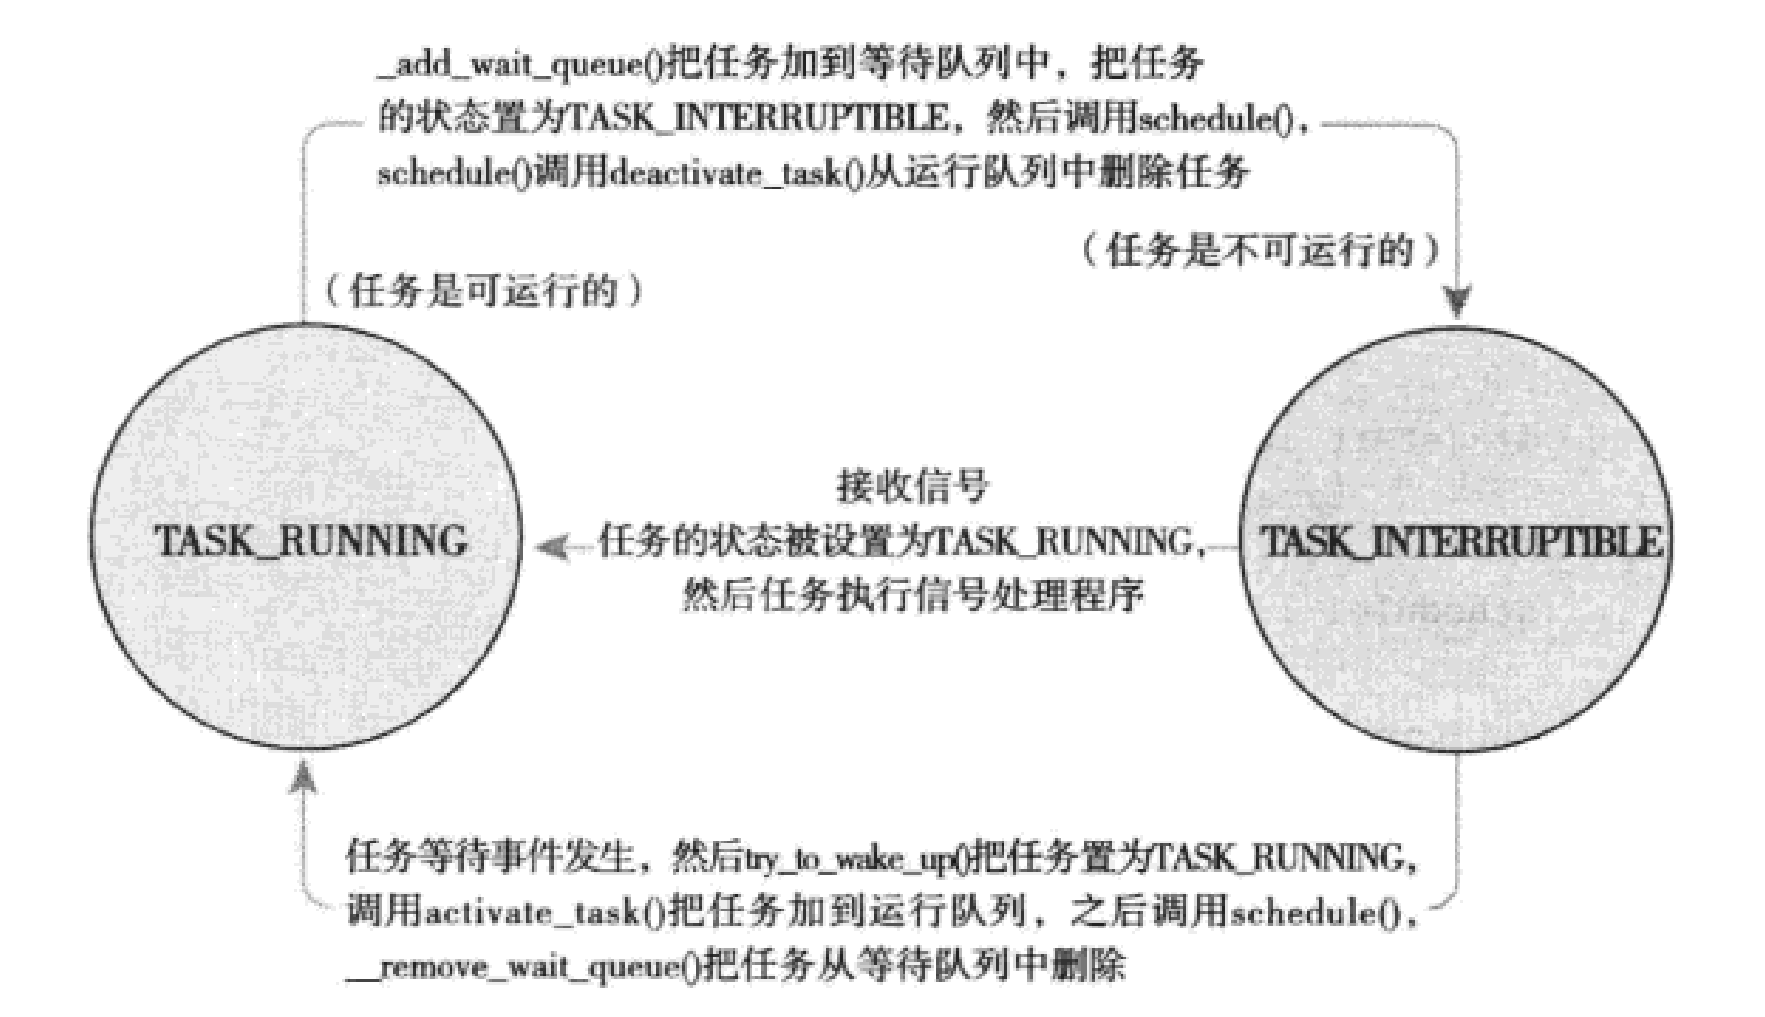 _add_wait_queue()把任务加到等待队列中，把任务
的状态置为TASK_INTERRUPTIBLE，然后调用schedule()，
schedule()调用deactivate_task()从运行队列中删除任务
（任务是不可运行的）
（任务是可运行的）
接收信号
TASK_RUNNING
任务的状态被设置为TASK_RUNNING，
TASK_INTERRUPTIBLE
然后任务执行信号处理程序
任务等待事件发生，然后try_to_wake_up()把任务置为TASK_RUNNING，
调用activate_task()把任务加到运行队列，之后调用schedule()，
__remove_wait_queue()把任务从等待队列中删除